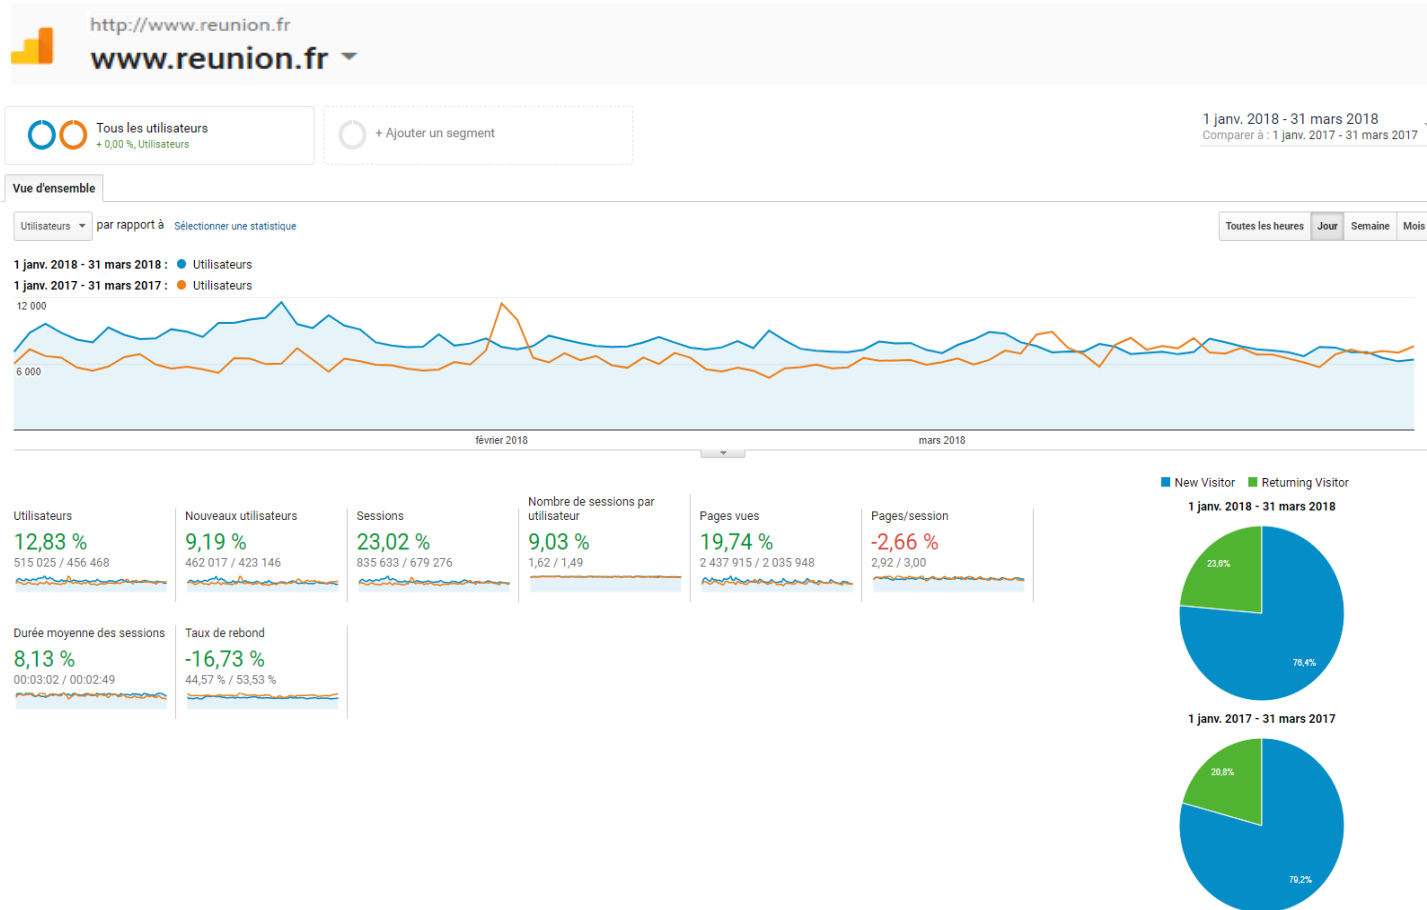 http://www.reunion.fr
www.reunion.fr
Tous les utilisateurs
+ 0,00 %, Utilisateurs
+ Ajouter un segment
1 janv. 2018 - 31 mars 2018
Comparer à : 1 janv. 2017 - 31 mars 2017
Vue d'ensemble
Utilisateurs par rapport à Sélectionner une statistique
Toutes les heures Jour Semaine Mois
1 janv. 2018 - 31 mars 2018 : Utilisateurs
1 janv. 2017 - 31 mars 2017 : Utilisateurs
12 000
6 000
février 2018 mars 2018
Utilisateurs
12,83 %
515 025 / 456 468
Nouveaux utilisateurs
9,19 %
462 017 / 423 146
Sessions
23,02 %
835 633 / 679 276
Nombre de sessions par
utilisateur
9,03 %
1,62 / 1,49
Pages vues
19,74 %
2 437 915 / 2 035 948
Pages/session
-2,66 %
2,92 / 3,00
Durée moyenne des sessions
8,13 %
00:03:02 / 00:02:49
Taux de rebond
-16,73 %
44,57 % / 53,53 %
New Visitor Returning Visitor
1 janv. 2018 - 31 mars 2018
23,6%
76,4%
1 janv. 2017 - 31 mars 2017
20,8%
79,2%